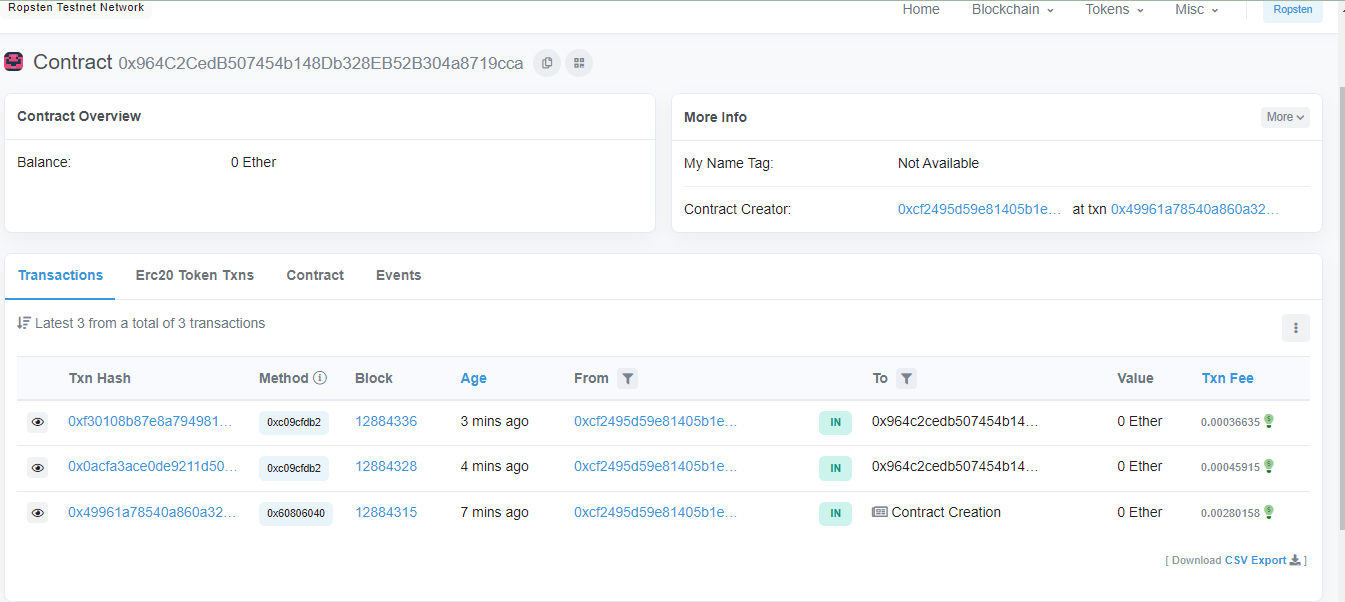 Ropsten Testnet Network
Home Blockchain Tokens Misc Ropsten
Contract 0x964C2CedB507454b148Db328EB52B304a8719cca
Contract Overview
Balance: 0 Ether
More Info More
My Name Tag: Not Available
Contract Creator: 0xcf2495d59e81405b1e... at txn 0x49961a78540a860a32...
Transactions Erc20 Token Txns Contract Events
Latest 3 from a total of 3 transactions
Txn Hash Method Block Age From To Value Txn Fee
0xf30108b87e8a794981... 0xc09cfdb2 12884336 3 mins ago 0xcf2495d59e81405b1e... IN 0x964c2cedb507454b14... 0 Ether 0.00036635
0x0acfa3ace0de9211d50... 0xc09cfdb2 12884328 4 mins ago 0xcf2495d59e81405b1e... IN 0x964c2cedb507454b14... 0 Ether 0.00045915
0x49961a78540a860a32... 0x60806040 12884315 7 mins ago 0xcf2495d59e81405b1e... IN Contract Creation 0 Ether 0.00280158
[ Download CSV Export ]